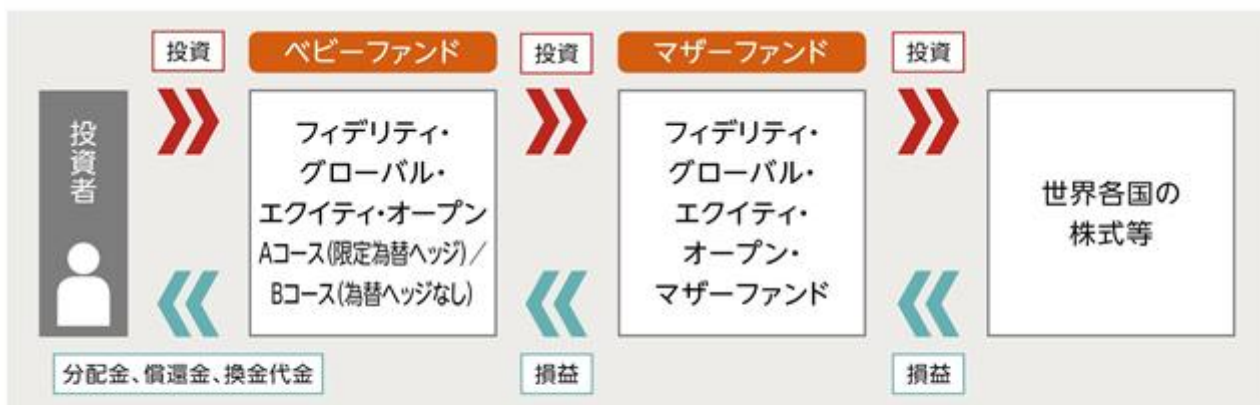 投資
ベビーファンド
投資
マザーファンド
投資
投資者
フィデリティ・
グローバル・
エクイティ・オープン
Aコース(限定為替ヘッジ)/
Bコース(為替ヘッジなし)
フィデリティ・
グローバル・
エクイティ・
オープン・
マザーファンド
世界各国の
株式等
分配金、償還金、換金代金
損益
損益